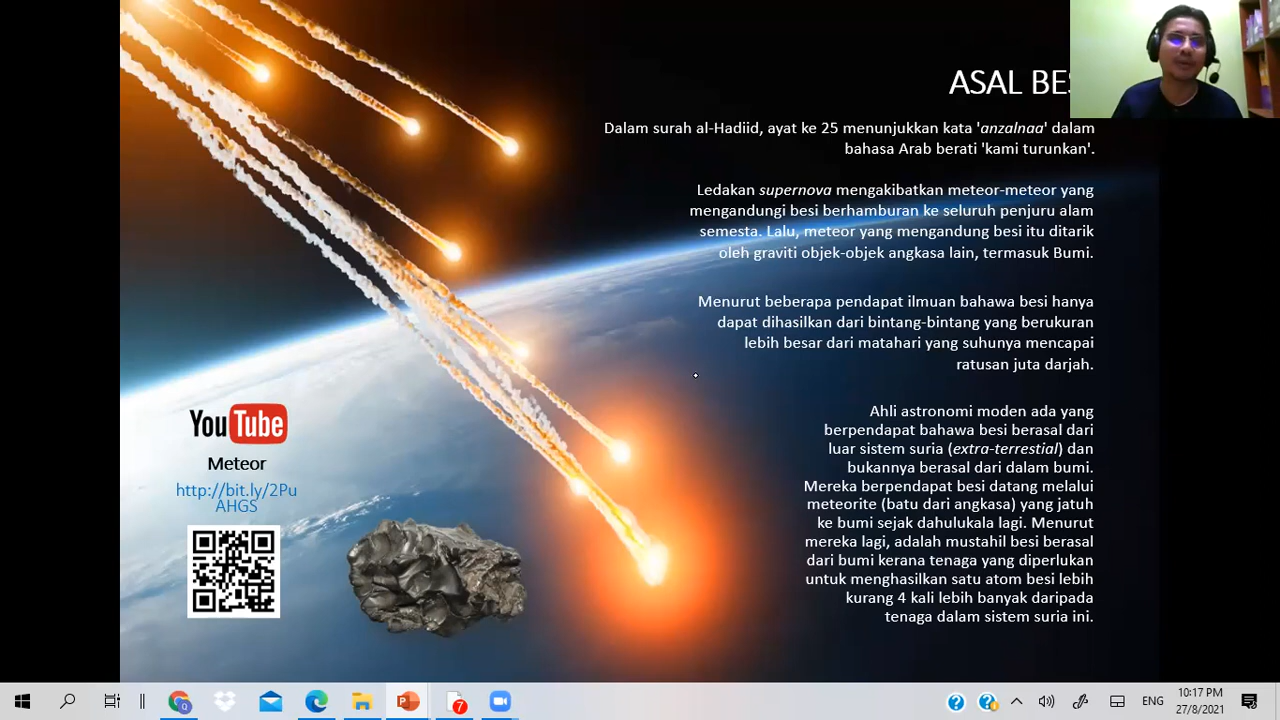 ASAL BES
Dalam surah al-Hadiid, ayat ke 25 menunjukkan kata 'anzalnaa' dalam
bahasa Arab berati 'kami turunkan'.
Ledakan supernova mengakibatkan meteor-meteor yang
mengandungi besi berhamburan ke seluruh penjuru alam
semesta. Lalu, meteor yang mengandung besi itu ditarik
oleh graviti objek-objek angkasa lain, termasuk Bumi.
Menurut beberapa pendapat ilmuan bahawa besi hanya
dapat dihasilkan dari bintang-bintang yang berukuran
lebih besar dari matahari yang suhunya mencapai
ratusan juta darjah.
Ahli astronomi moden ada yang
berpendapat bahawa besi berasal dari
luar sistem suria (extra-terrestial) dan
bukannya berasal dari dalam bumi.
Mereka berpendapat besi datang melalui
meteorite (batu dari angkasa) yang jatuh
ke bumi sejak dahulukala lagi. Menurut
mereka lagi, adalah mustahil besi berasal
dari bumi kerana tenaga yang diperlukan
untuk menghasilkan satu atom besi lebih
kurang 4 kali lebih banyak daripada
tenaga dalam sistem suria ini.
YouTube
Meteor
http://bit.ly/2Pu
AHGS
7
ENG
10:17 PM
27/8/2021